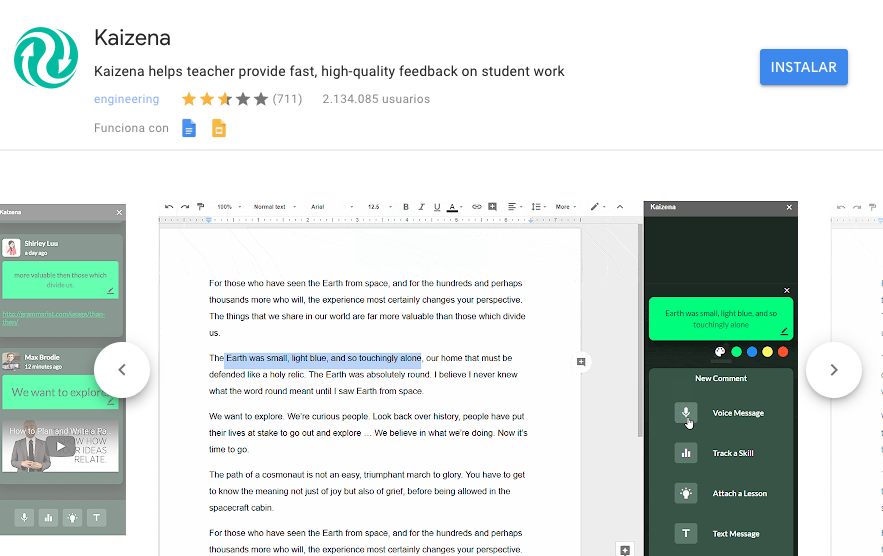 Kaizena
Kaizena helps teacher provide fast, high-quality feedback on student work
INSTALAR
engineering
(711)
2.134.085 usuarios
Funciona con
Kaizena
Shirley Luu
a day ago
more valuable then those which
divide us.
then/
Max Brodie
12 minutes ago
We want to explore
How to Plan and Write a Pa...
KNOW HOW
YOUR IDEAS
RELATE.
T
100%
Normal text
Arial
12.5
B
I
U
A
More
For those who have seen the Earth from space, and for the hundreds and perhaps
thousands more who will, the experience most certainly changes your perspective.
The things that we share in our world are far more valuable than those which divide
us.
The Earth was small, light blue, and so touchingly alone, our home that must be
defended like a holy relic. The Earth was absolutely round. I believe I never knew
what the word round meant until I saw Earth from space.
We want to explore. We're curious people. Look back over history, people have put
their lives at stake to go out and explore … We believe in what we're doing. Now it's
time to go.
The path of a cosmonaut is not an easy, triumphant march to glory. You have to get
to know the meaning not just of joy but also of grief, before being allowed in the
spacecraft cabin.
For those who have seen the Earth from space, and for the hundreds and perhaps
thousands more who will, the experience most certainly changes your perspective.
Kaizena
Earth was small, light blue, and so
touchingly alone
New Comment
Voice Message
Track a Skill
Attach a Lesson
T
Text Message